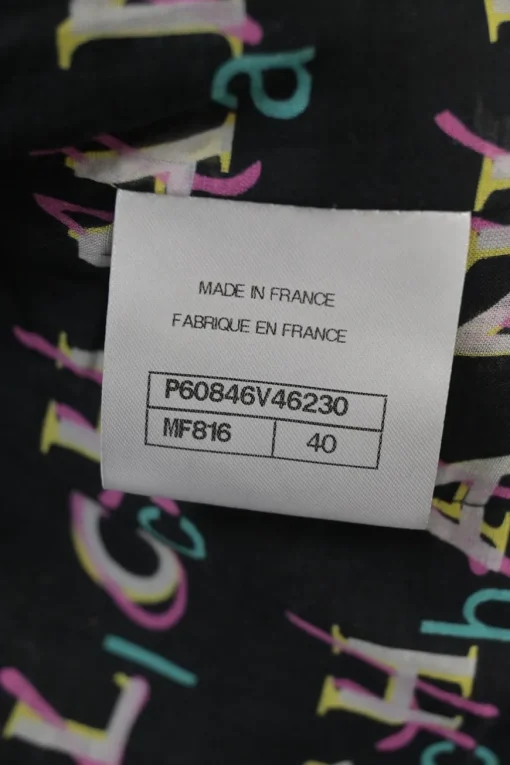 MADE IN FRANCE
FABRIQUE EN FRANCE
P60846V46230
MF816 40